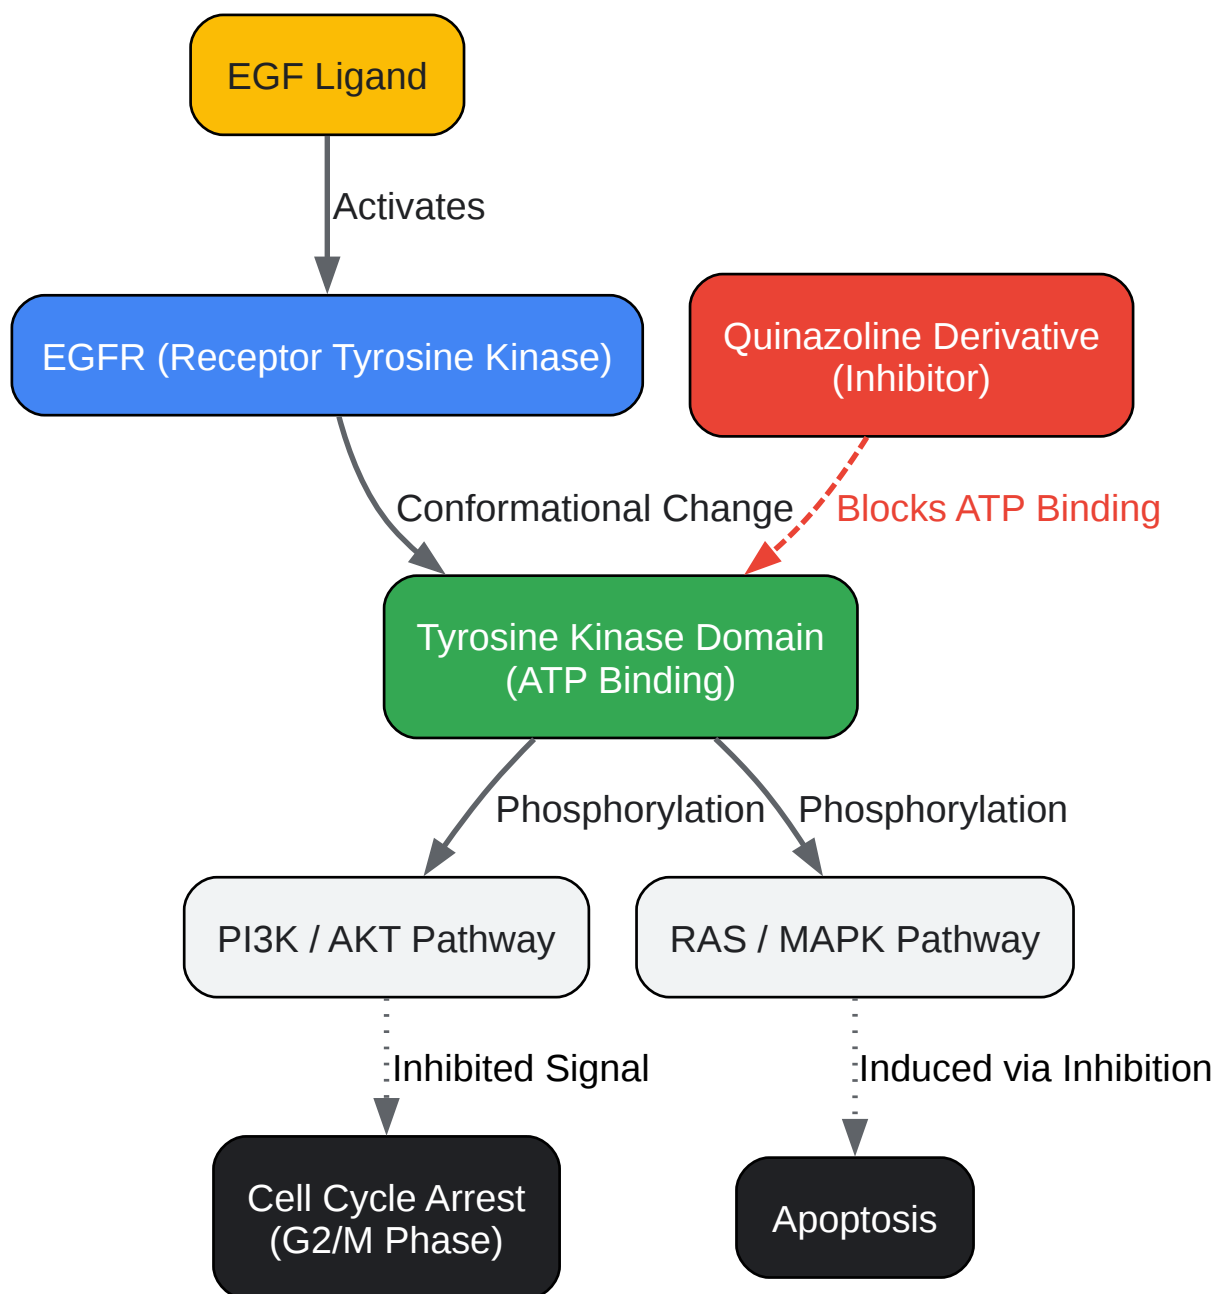 EGF Ligand
Activates
EGFR (Receptor Tyrosine Kinase)
Quinazoline Derivative
(Inhibitor)
Conformational Change
Blocks ATP Binding
Tyrosine Kinase Domain
(ATP Binding)
Phosphorylation
Phosphorylation
PI3K / AKT Pathway
RAS / MAPK Pathway
Inhibited Signal
Induced via Inhibition
Cell Cycle Arrest
(G2/M Phase)
Apoptosis